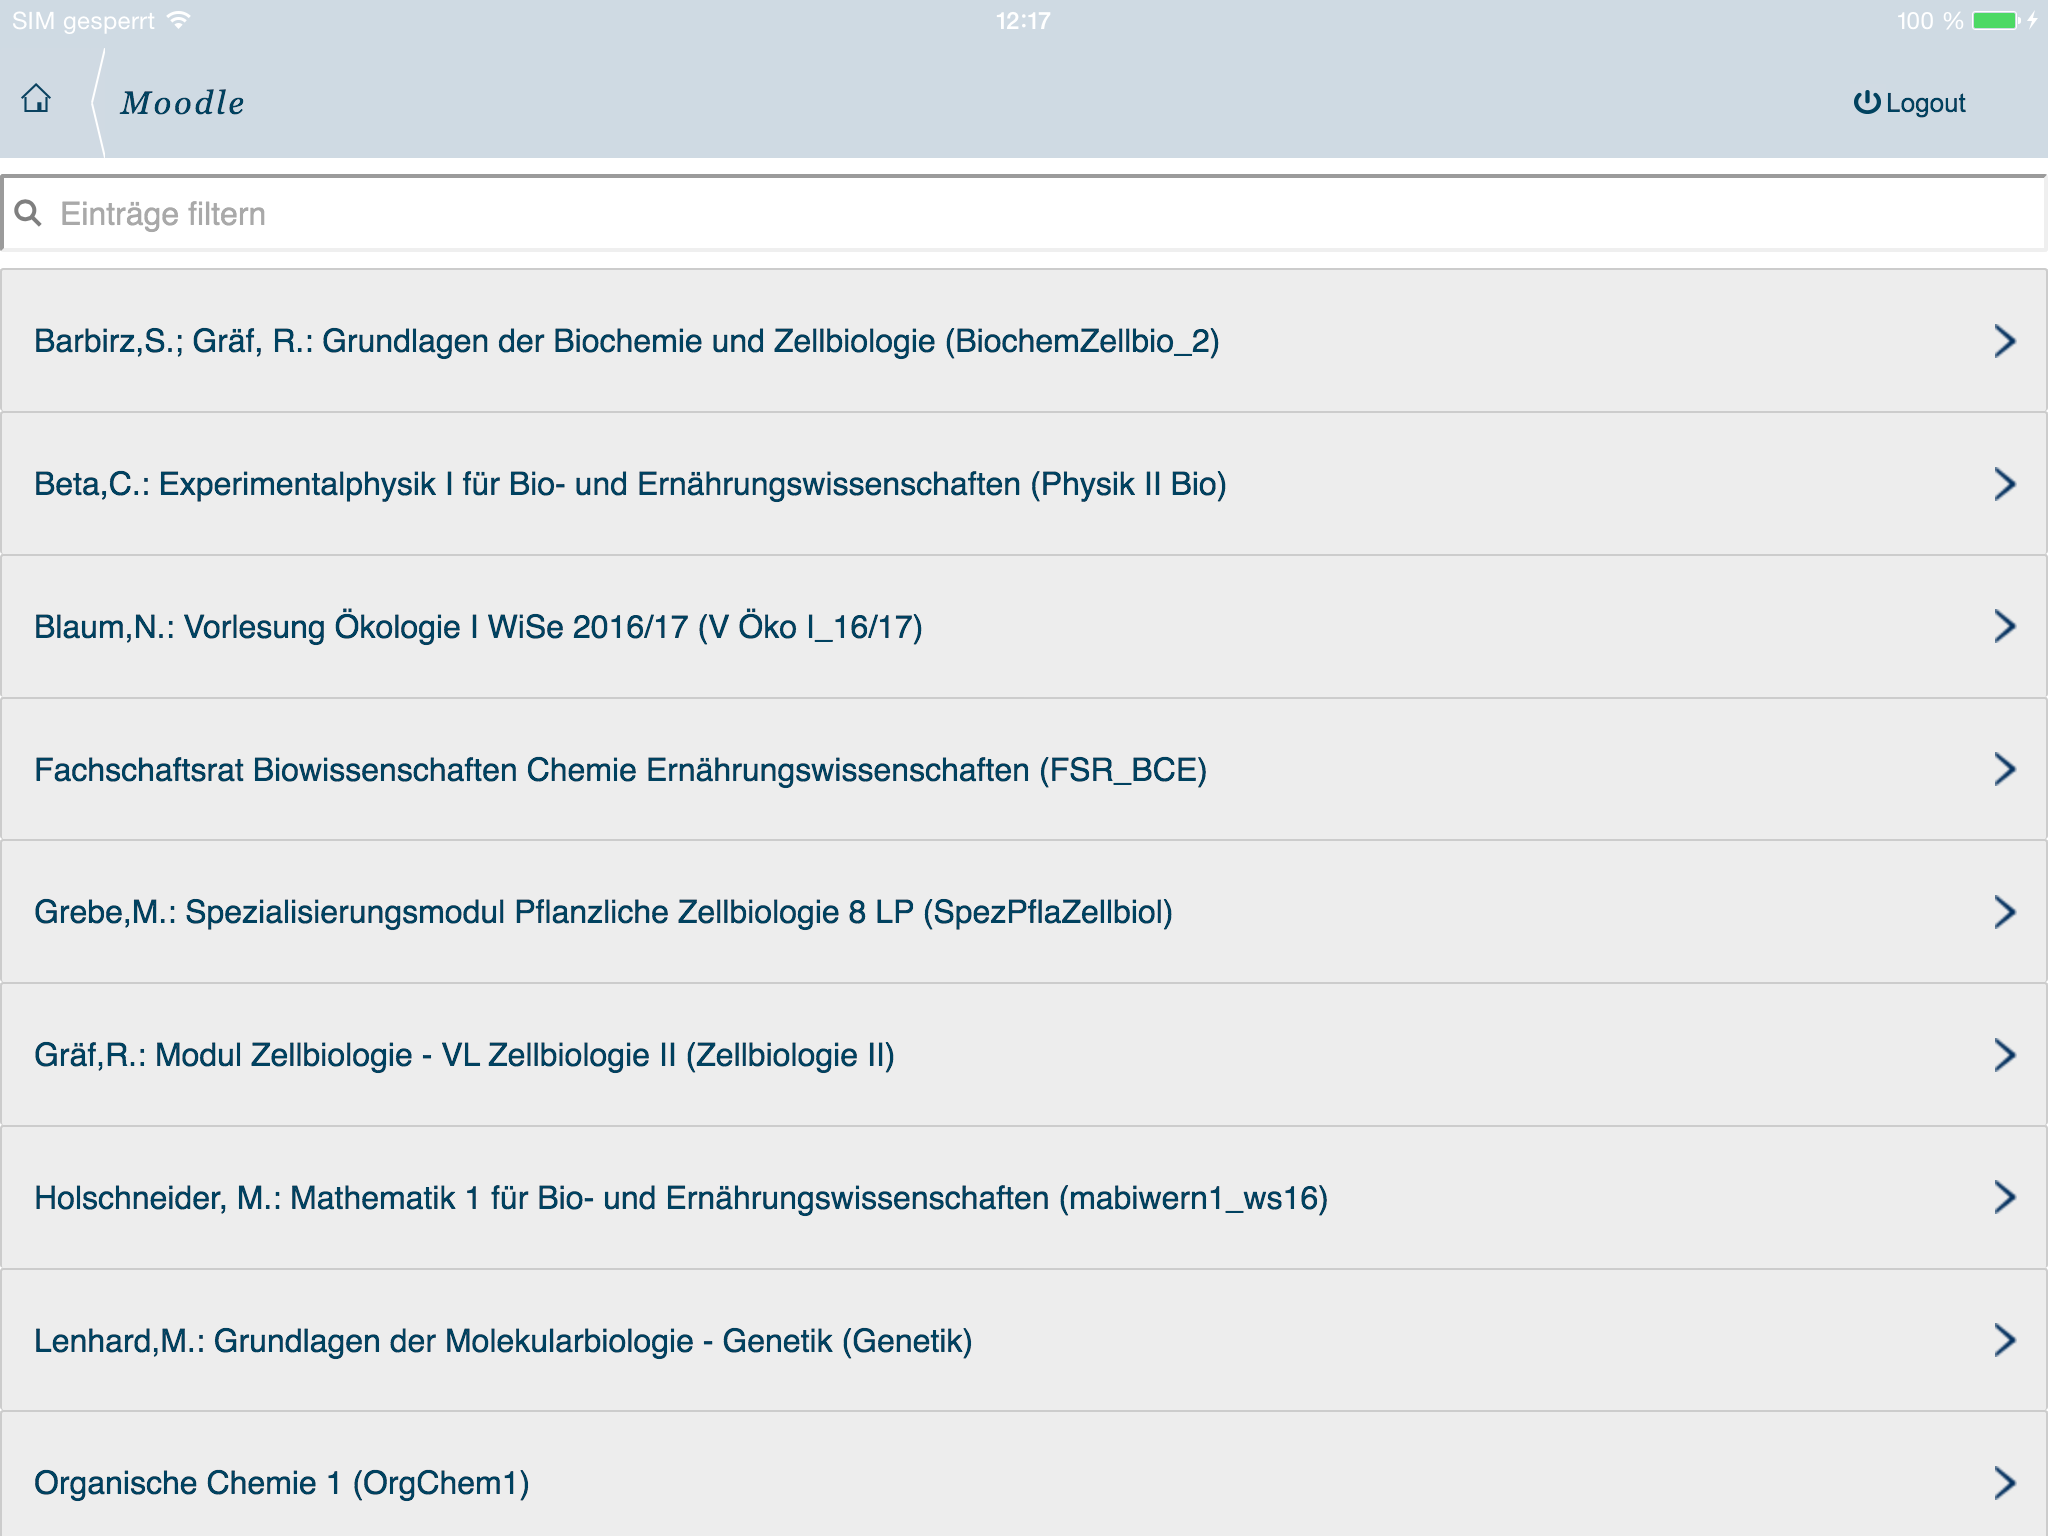 SIM gesperrt 12:17 100 %
Moodle Logout
Einträge filtern
Barbirz,S.; Gräf, R.: Grundlagen der Biochemie und Zellbiologie (BiochemZellbio_2)
Beta,C.: Experimentalphysik I für Bio- und Ernährungswissenschaften (Physik II Bio)
Blaum,N.: Vorlesung Ökologie I WiSe 2016/17 (V Öko I_16/17)
Fachschaftsrat Biowissenschaften Chemie Ernährungswissenschaften (FSR_BCE)
Grebe,M.: Spezialisierungsmodul Pflanzliche Zellbiologie 8 LP (SpezPflaZellbiol)
Gräf,R.: Modul Zellbiologie - VL Zellbiologie II (Zellbiologie II)
Holschneider, M.: Mathematik 1 für Bio- und Ernährungswissenschaften (mabiwern1_ws16)
Lenhard,M.: Grundlagen der Molekularbiologie - Genetik (Genetik)
Organische Chemie 1 (OrgChem1)